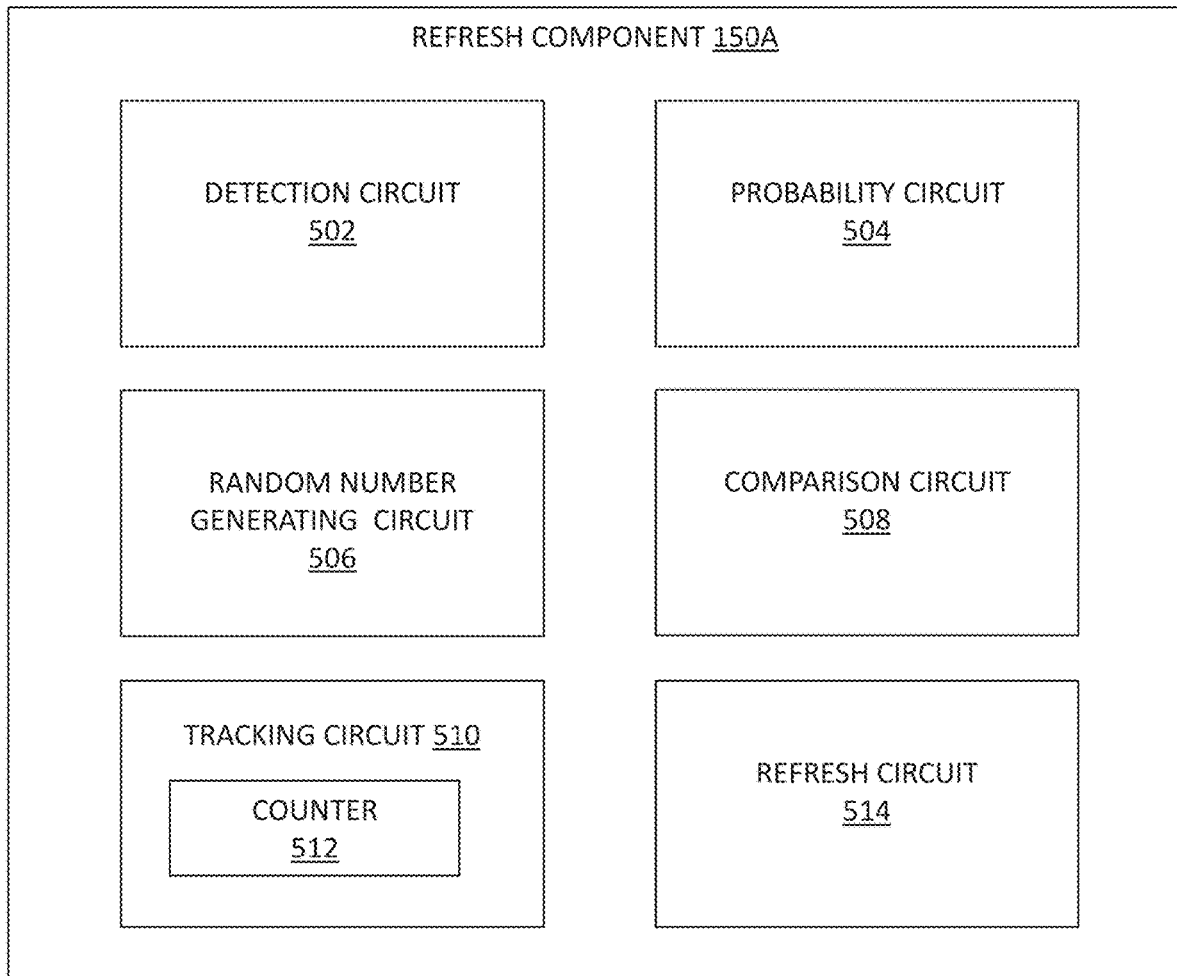 REFRESH COMPONENT 150A
DETECTION CIRCUIT
502
PROBABILITY CIRCUIT
504
RANDOM NUMBER
GENERATING CIRCUIT
506
COMPARISON CIRCUIT
508
TRACKING CIRCUIT 510
COUNTER
512
REFRESH CIRCUIT
514